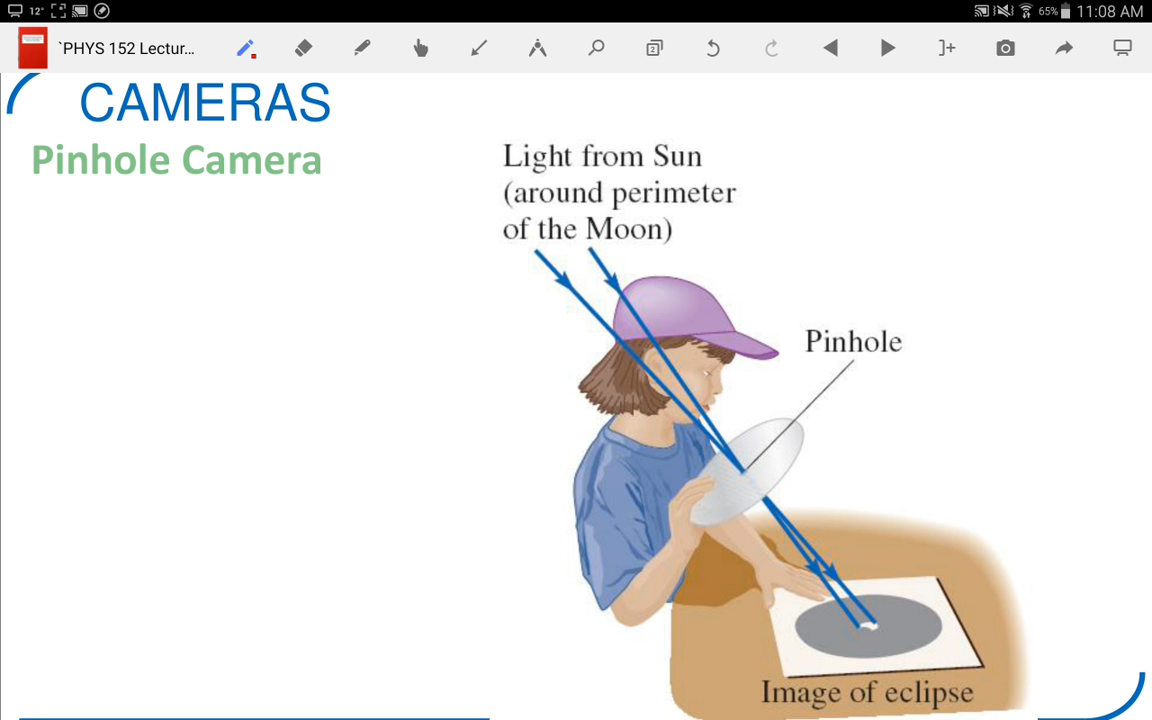 12°
65% 11:08 AM
`PHYS 152 Lectur...
2
CAMERAS
Pinhole Camera
Light from Sun
(around perimeter
of the Moon)
Pinhole
Image of eclipse